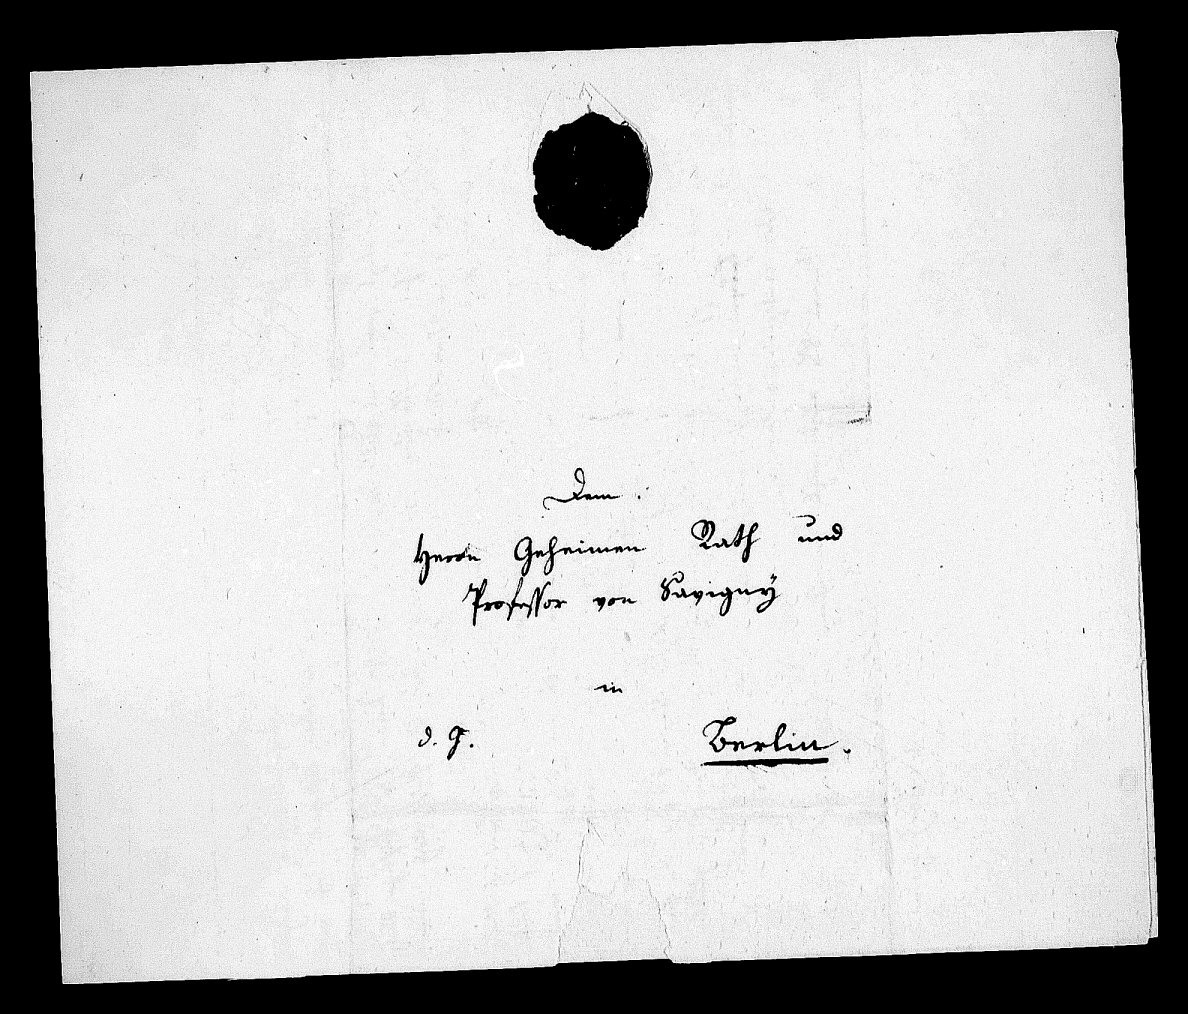 Dem.
Herrn Geheimen Rath und
Professor von Savigny
in
d. G.
Berlin.